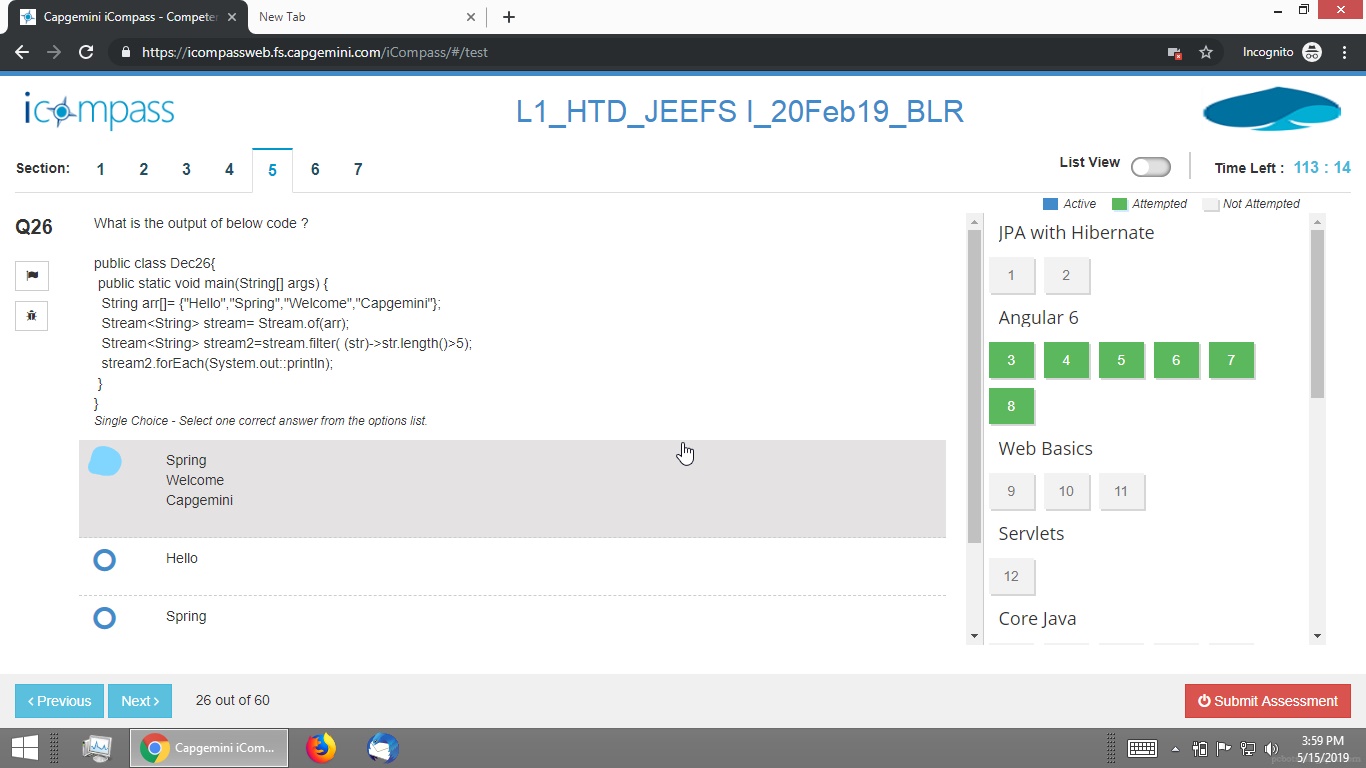 Capgemini iCompass - Competen
New Tab
https://icompassweb.fs.capgemini.com/iCompass/#/test
Incognito
icompass
L1_HTD_JEEFS I_20Feb19_BLR
Section: 1 2 3 4 5 6 7
List View
Time Left : 113 : 14
Active Attempted Not Attempted
Q26
What is the output of below code ?
public class Dec26{
public static void main(String[] args) {
String arr[]= {"Hello","Spring","Welcome","Capgemini"};
Stream<String> stream= Stream.of(arr);
Stream<String> stream2=stream.filter( (str)->str.length()>5);
stream2.forEach(System.out::println);
}
}
Single Choice - Select one correct answer from the options list.
Spring
Welcome
Capgemini
Hello
Spring
JPA with Hibernate
1 2
Angular 6
3 4 5 6 7
8
Web Basics
9 10 11
Servlets
12
Core Java
Previous
Next
26 out of 60
Submit Assessment
Capgemini iCom...
3:59 PM
5/15/2019